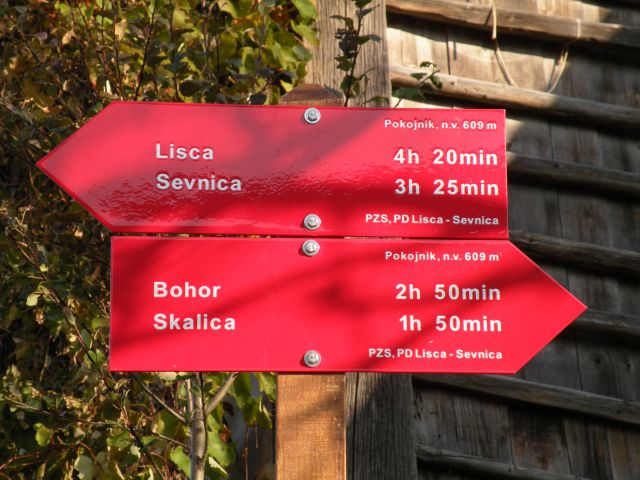 Pokojnik, n.v. 609 m
Lisca 4h 20min
Sevnica 3h 25min
PZS, PD Lisca - Sevnica
Pokojnik, n.v. 609 m
Bohor 2h 50min
Skalica 1h 50min
PZS, PD Lisca - Sevnica